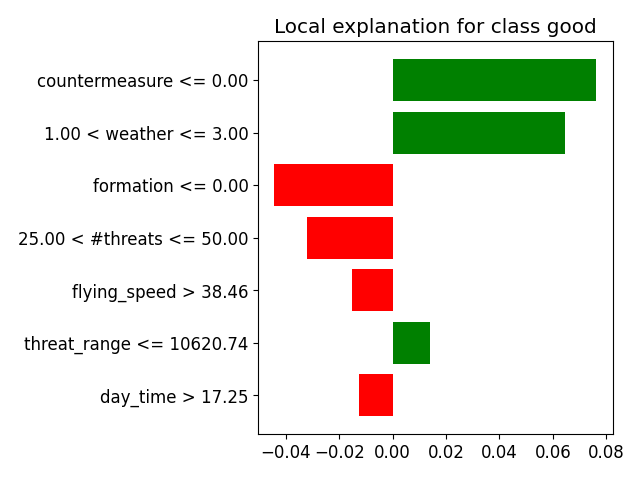 Local explanation for class good
countermeasure <= 0.00
1.00 < weather <= 3.00
formation <= 0.00
25.00 < #threats <= 50.00
flying_speed > 38.46
threat_range <= 10620.74
day_time > 17.25
−0.04 −0.02 0.00 0.02 0.04 0.06 0.08